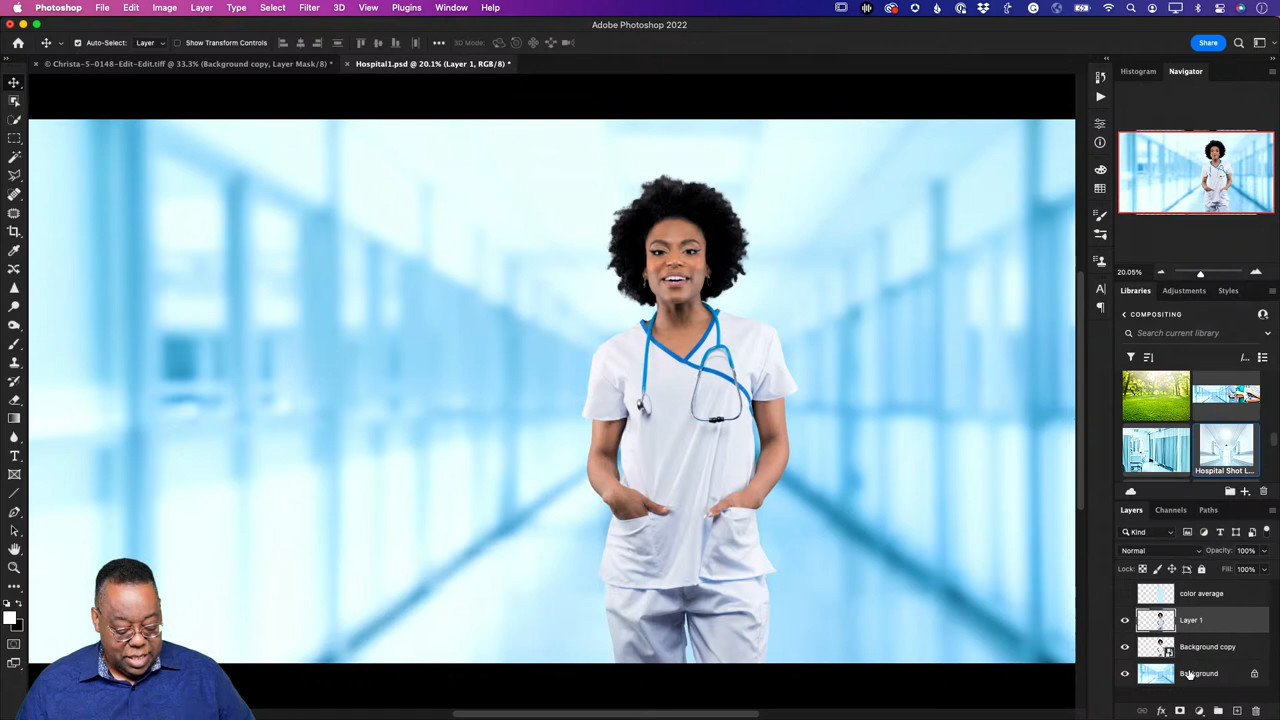 Photoshop File Edit Image Layer Type Select Filter 3D View Plugins Window Help
Adobe Photoshop 2022
Auto-Select: Layer Show Transform Controls 3D Mode: Share
© Christa-5-0148-Edit-Edit.tiff @ 33.3% (Background copy, Layer Mask/8) *
Hospital1.psd @ 20.1% (Layer 1, RGB/8) *
Histogram Navigator
20.05%
Libraries Adjustments Styles
COMPOSITING
Search current library
Hospital Shot L...
Layers Channels Paths
Kind
Normal Opacity: 100%
Lock: Fill: 100%
color average
Layer 1
Background copy
Background